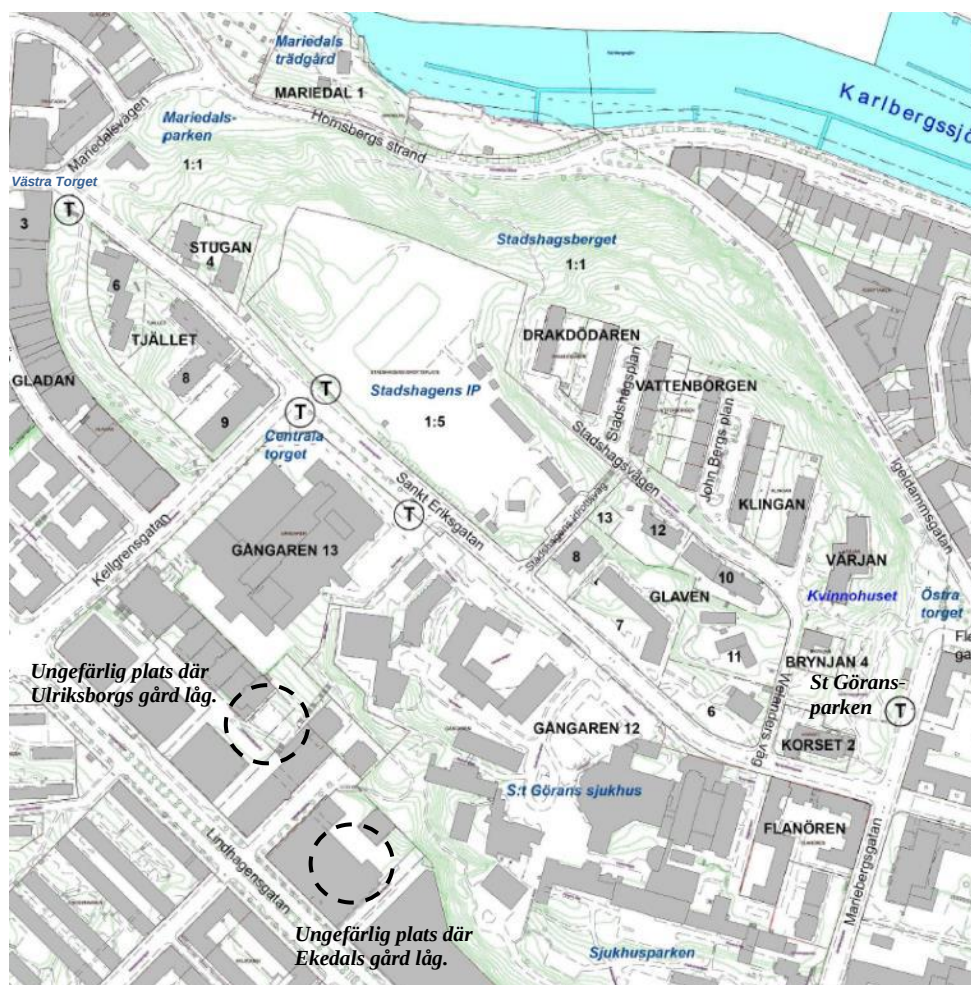 Mariedals
trädgård
MARIEDAL 1
Karlbergssjö
Mariedalsvägen
Mariedals-
parken
1:1
Hornsbergs strand
Västra Torget
T
3
STUGAN
4
Stadshagsberget
1:1
6
TJÄLLET
8
9
GLADAN
DRAKDÖDAREN
Stadshagsplan
VATTENBORGEN
John Bergs plan
Stadshagens IP
1:5
T
T
Centrala
torget
Stadshagsvägen
KLINGAN
Igeldammsgatan
Sankt Eriksgatan
T
Kellgrensgatan
GÅNGAREN 13
Stadshagens idrottsväg
13
12
8
10
GLAVEN
7
11
6
VÄRJAN
Kvinnohuset
Östra
torget
BRYNJAN 4
St Görans-
parken
T
Welanders väg
KORSET 2
Ungefärlig plats där
Ulriksborgs gård låg.
GÅNGAREN 12
S:t Görans sjukhus
FLANÖREN
Lindhagensgatan
Mariebergsgatan
Ungefärlig plats där
Ekedals gård låg.
Sjukhusparken